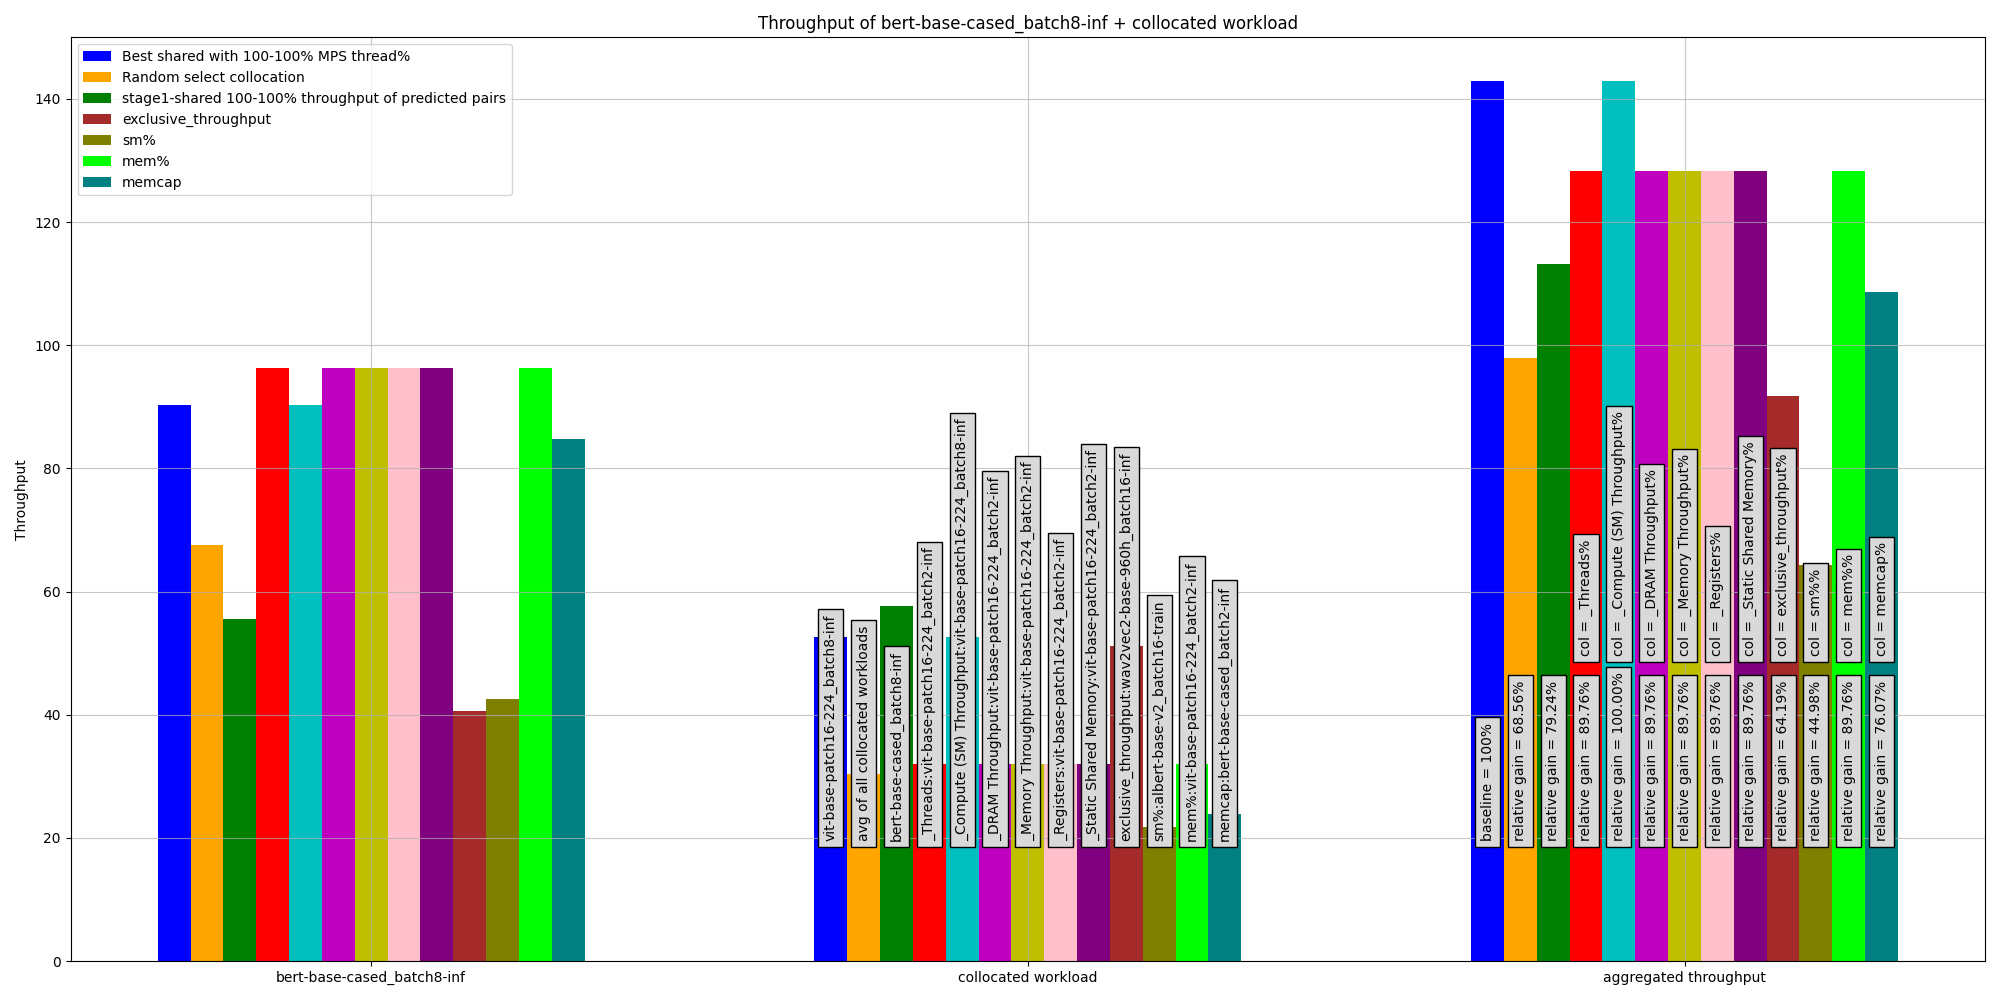 Throughput of bert-base-cased_batch8-inf + collocated workload
Best shared with 100-100% MPS thread%
Random select collocation
stage1-shared 100-100% throughput of predicted pairs
exclusive_throughput
sm%
mem%
memcap
Throughput
140
120
100
80
60
40
20
0
vit-base-patch16-224_batch8-inf
avg of all collocated workloads
bert-base-cased_batch8-inf
_Threads:vit-base-patch16-224_batch2-inf
_Compute (SM) Throughput:vit-base-patch16-224_batch8-inf
_DRAM Throughput:vit-base-patch16-224_batch2-inf
_Memory Throughput:vit-base-patch16-224_batch2-inf
_Registers:vit-base-patch16-224_batch2-inf
_Static Shared Memory:vit-base-patch16-224_batch2-inf
exclusive_throughput:wav2vec2-base-960h_batch16-inf
sm%:albert-base-v2_batch16-train
mem%:vit-base-patch16-224_batch2-inf
memcap:bert-base-cased_batch2-inf
col = _Threads%
col = _Compute (SM) Throughput%
col = _DRAM Throughput%
col = _Memory Throughput%
col = _Registers%
col = _Static Shared Memory%
col = exclusive_throughput%
col = sm%%
col = mem%%
col = memcap%
baseline = 100%
relative gain = 68.56%
relative gain = 79.24%
relative gain = 89.76%
relative gain = 100.00%
relative gain = 89.76%
relative gain = 89.76%
relative gain = 89.76%
relative gain = 89.76%
relative gain = 64.19%
relative gain = 44.98%
relative gain = 89.76%
relative gain = 76.07%
bert-base-cased_batch8-inf
collocated workload
aggregated throughput